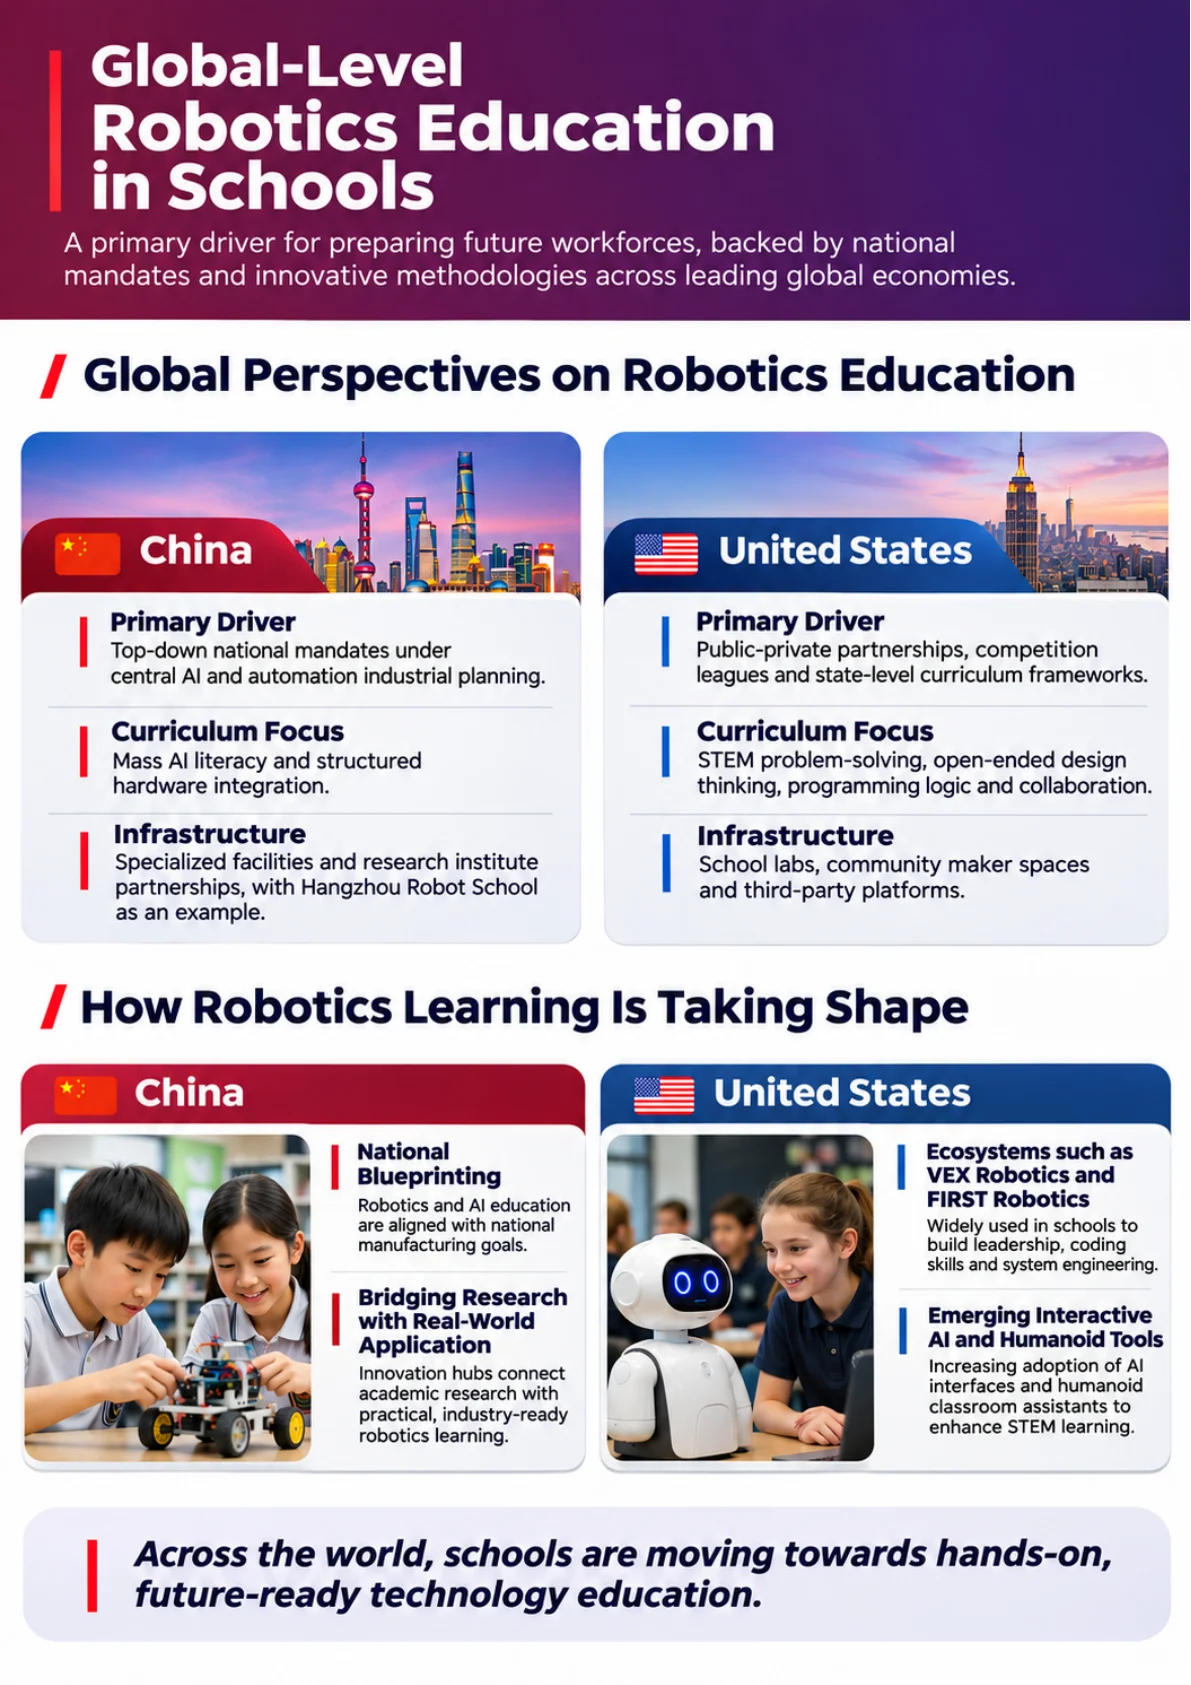 Global-Level
Robotics Education
in Schools
A primary driver for preparing future workforces, backed by national
mandates and innovative methodologies across leading global economies.
Global Perspectives on Robotics Education
China
Primary Driver
Top-down national mandates under
central AI and automation industrial planning.
Curriculum Focus
Mass AI literacy and structured
hardware integration.
Infrastructure
Specialized facilities and research institute
partnerships, with Hangzhou Robot School
as an example.
United States
Primary Driver
Public-private partnerships, competition
leagues and state-level curriculum frameworks.
Curriculum Focus
STEM problem-solving, open-ended design
thinking, programming logic and collaboration.
Infrastructure
School labs, community maker spaces
and third-party platforms.
How Robotics Learning Is Taking Shape
China
National
Blueprinting
Robotics and AI education
are aligned with national
manufacturing goals.
Bridging Research
with Real-World
Application
Innovation hubs connect
academic research with
practical, industry-ready
robotics learning.
United States
Ecosystems such as
VEX Robotics and
FIRST Robotics
Widely used in schools to
build leadership, coding
skills and system engineering.
Emerging Interactive
AI and Humanoid Tools
Increasing adoption of AI
interfaces and humanoid
classroom assistants to
enhance STEM learning.
Across the world, schools are moving towards hands-on,
future-ready technology education.